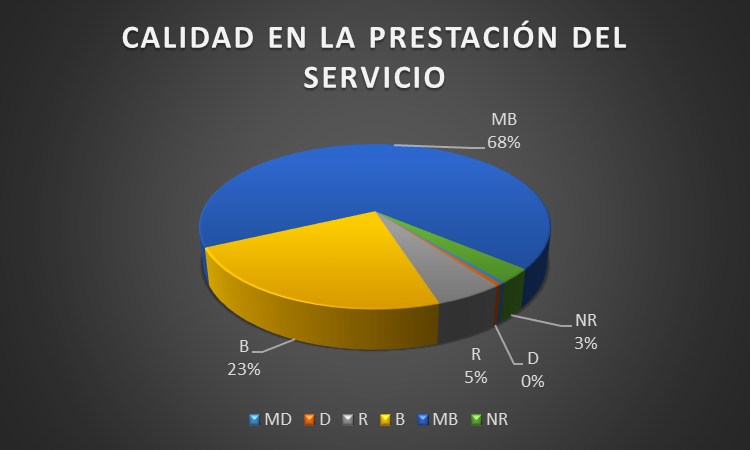 CALIDAD EN LA PRESTACIÓN DEL
SERVICIO
MB
68%
NR
3%
D
0%
R
5%
B
23%
MD D R B MB NR